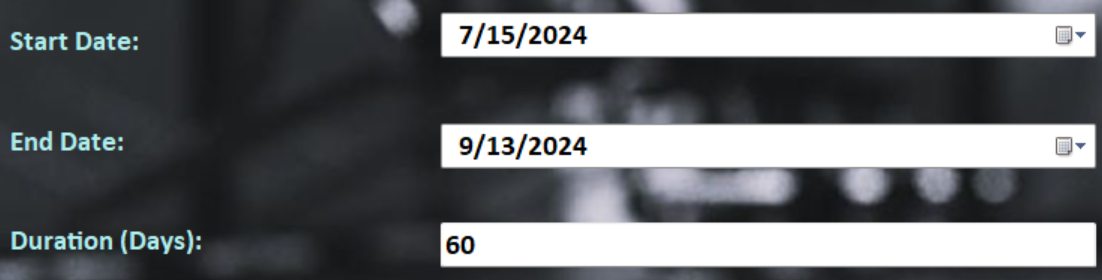 Start Date: 7/15/2024
End Date: 9/13/2024
Duration (Days): 60